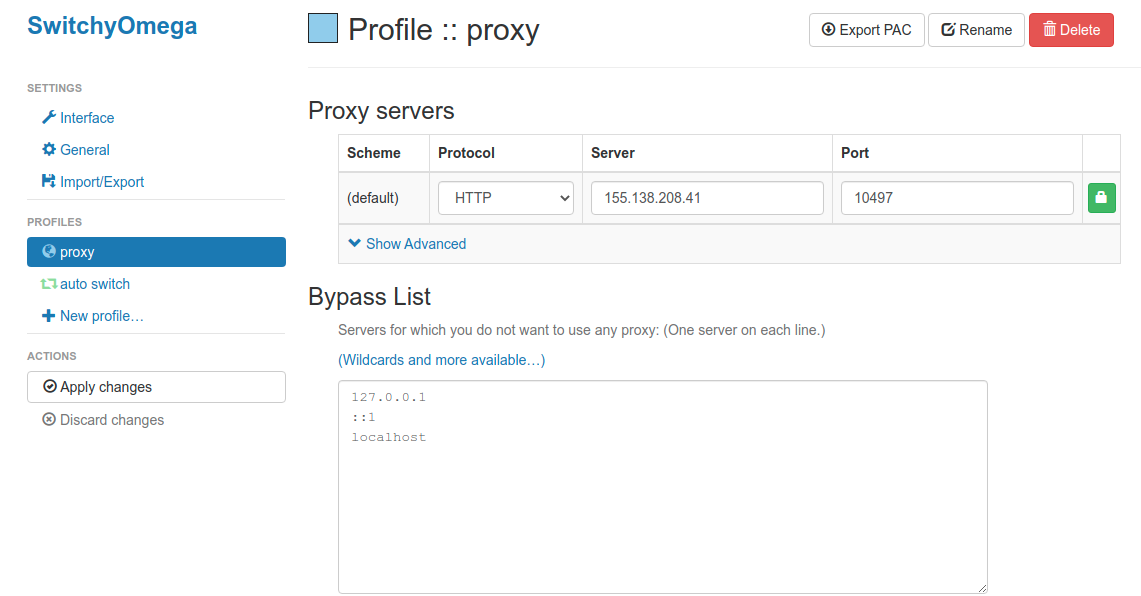 SwitchyOmega
SETTINGS
Interface
General
Import/Export
PROFILES
proxy
auto switch
New profile…
ACTIONS
Apply changes
Discard changes
Profile :: proxy
Export PAC
Rename
Delete
Proxy servers
Scheme Protocol Server Port
(default) HTTP 155.138.208.41 10497
Show Advanced
Bypass List
Servers for which you do not want to use any proxy: (One server on each line.)
(Wildcards and more available…)
127.0.0.1
::1
localhost